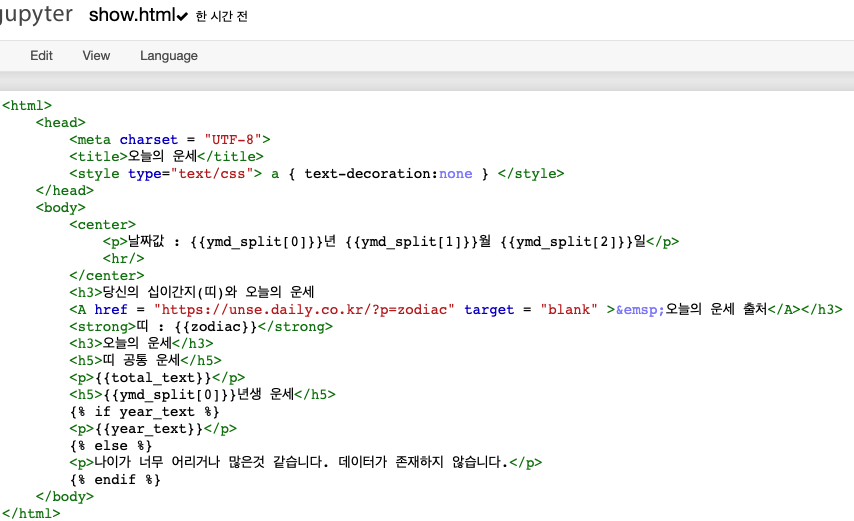 jupyter show.html✔ 한 시간 전
Edit View Language
<html>
<head>
<meta charset = "UTF-8">
<title>오늘의 운세</title>
<style type="text/css"> a { text-decoration:none } </style>
</head>
<body>
<center>
<p>날짜값 : {{ymd_split[0]}}년 {{ymd_split[1]}}월 {{ymd_split[2]}}일</p>
<hr/>
</center>
<h3>당신의 십이간지(띠)와 오늘의 운세
<A href = "https://unse.daily.co.kr/?p=zodiac" target = "blank" >&emsp;오늘의 운세 출처</A></h3>
<strong>띠 : {{zodiac}}</strong>
<h3>오늘의 운세</h3>
<h5>띠 공통 운세</h5>
<p>{{total_text}}</p>
<h5>{{ymd_split[0]}}년생 운세</h5>
{% if year_text %}
<p>{{year_text}}</p>
{% else %}
<p>나이가 너무 어리거나 많은것 같습니다. 데이터가 존재하지 않습니다.</p>
{% endif %}
</body>
</html>